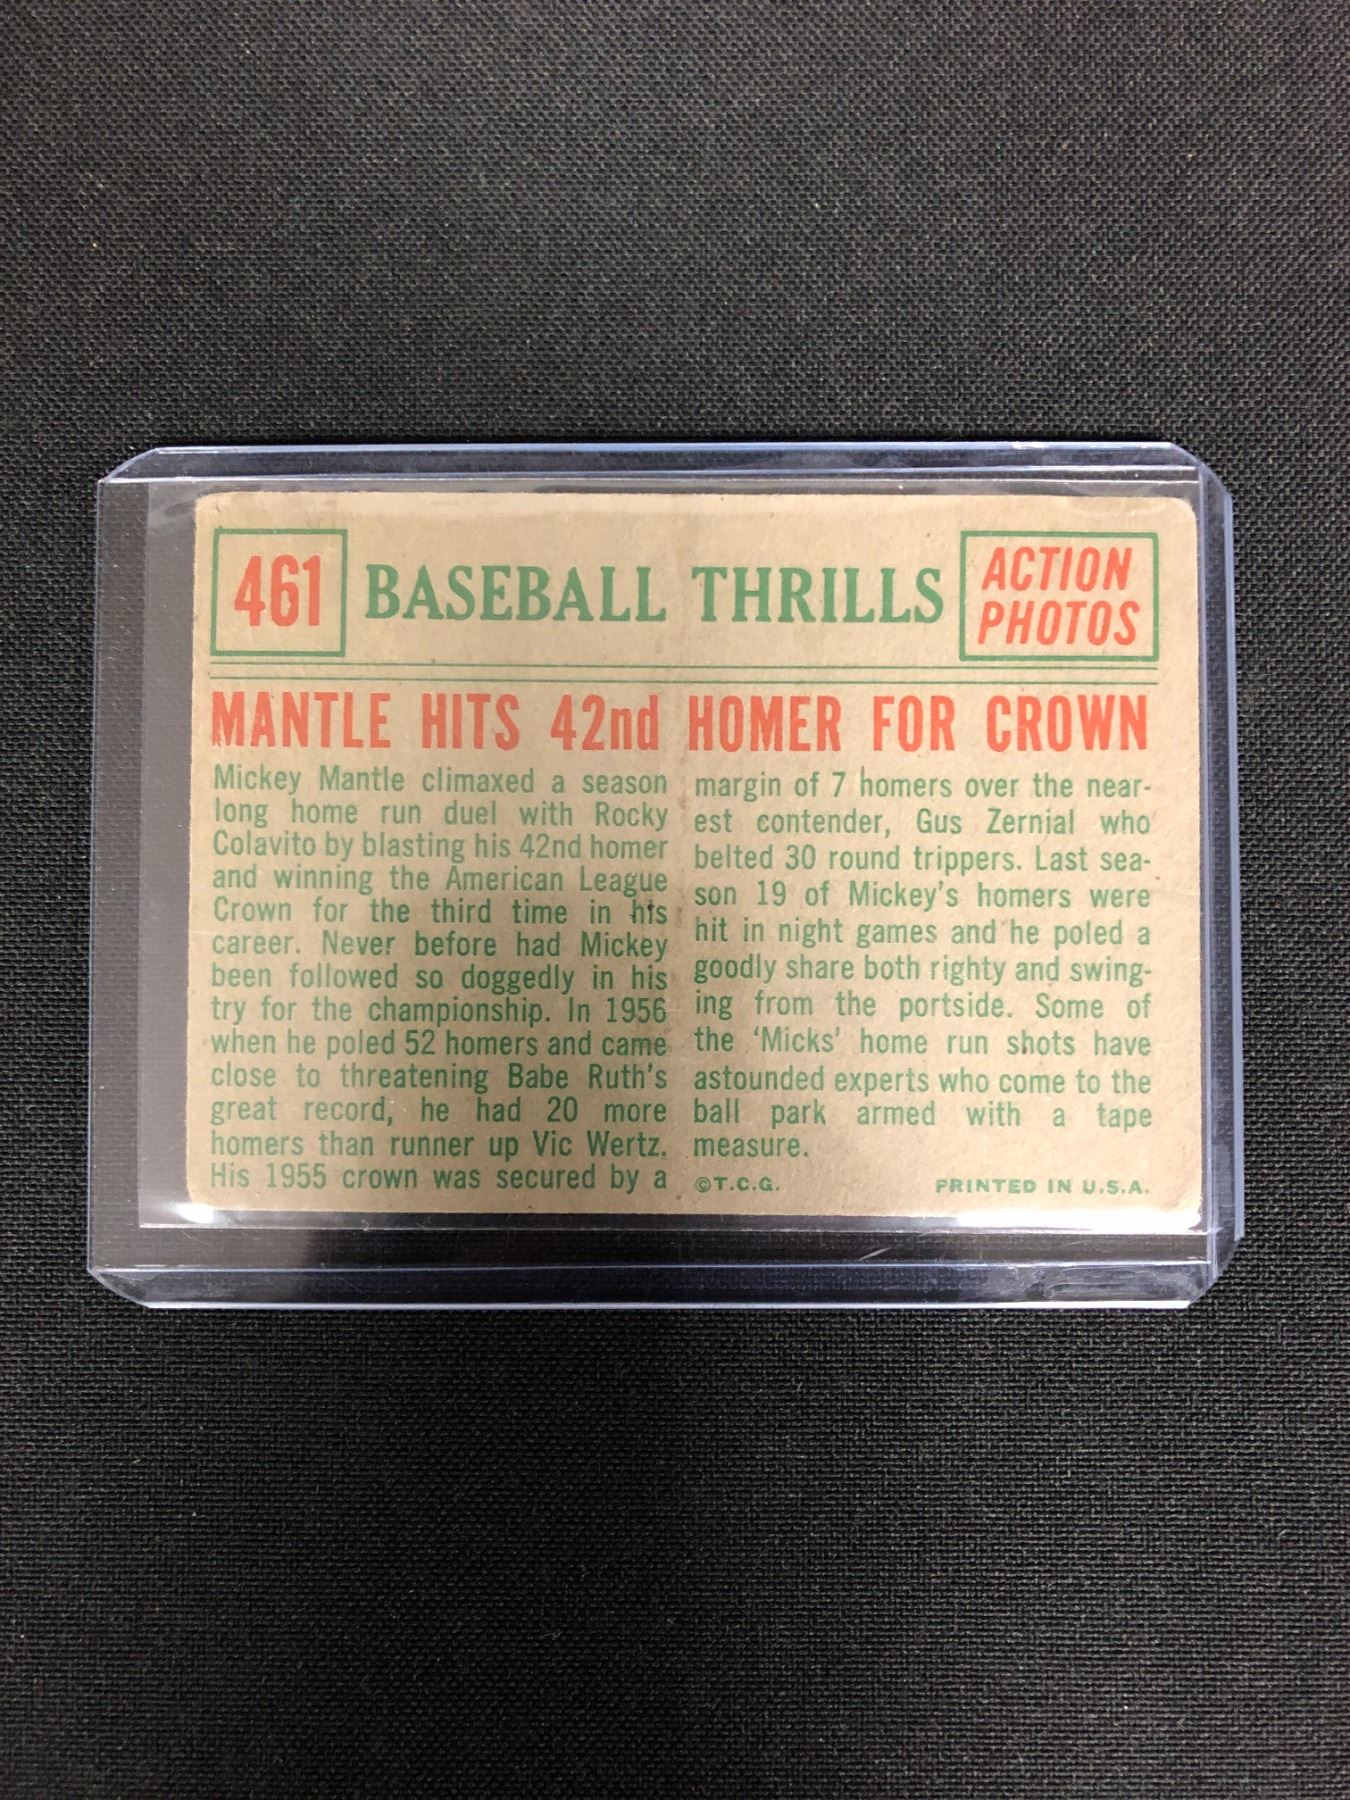 461 BASEBALL THRILLS ACTION PHOTOS
MANTLE HITS 42nd HOMER FOR CROWN
Mickey Mantle climaxed a season
long home run duel with Rocky
Colavito by blasting his 42nd homer
and winning the American League
Crown for the third time in his
career. Never before had Mickey
been followed so doggedly in his
try for the championship. In 1956
when he poled 52 homers and came
close to threatening Babe Ruth's
great record, he had 20 more
homers than runner up Vic Wertz.
His 1955 crown was secured by a
margin of 7 homers over the near-
est contender, Gus Zernial who
belted 30 round trippers. Last sea-
son 19 of Mickey's homers were
hit in night games and he poled a
goodly share both righty and swing-
ing from the portside. Some of
the 'Micks' home run shots have
astounded experts who come to the
ball park armed with a tape
measure.
©T.C.G. PRINTED IN U.S.A.